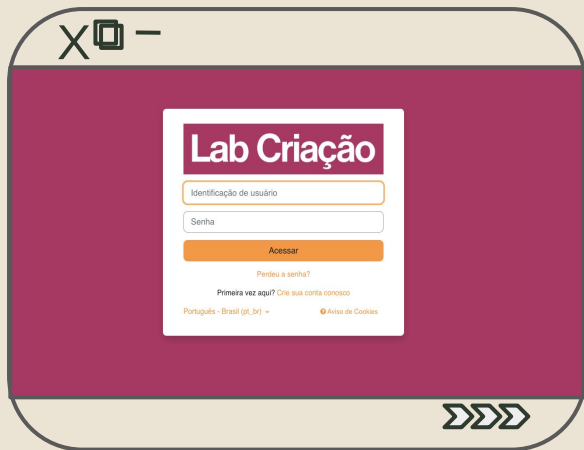 Lab Criação
Identificação de usuário
Senha
Acessar
Perdeu a senha?
Primeira vez aqui? Crie sua conta conosco
Português - Brasil (pt_br)
Aviso de Cookies